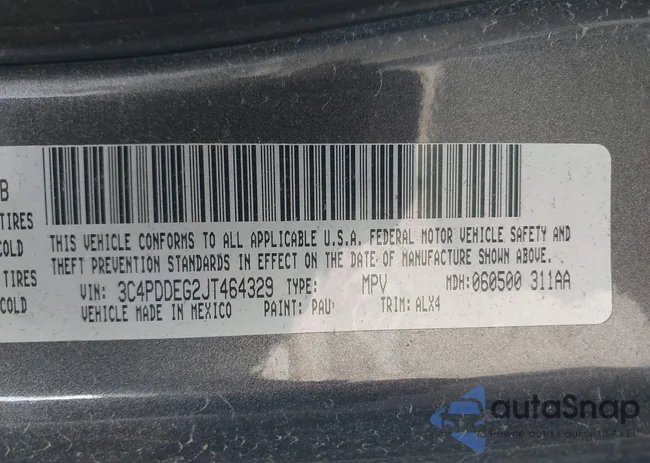 B
TIRES
COLD
TIRES
COLD
THIS VEHICLE CONFORMS TO ALL APPLICABLE U.S.A. FEDERAL MOTOR VEHICLE SAFETY AND
THEFT PREVENTION STANDARDS IN EFFECT ON THE DATE OF MANUFACTURE SHOWN ABOVE.
VIN: 3C4PDDEG2JT464329 TYPE: MPV MDH:060500 311AA
VEHICLE MADE IN MEXICO PAINT: PAU TRIM: ALX4
autaSnap